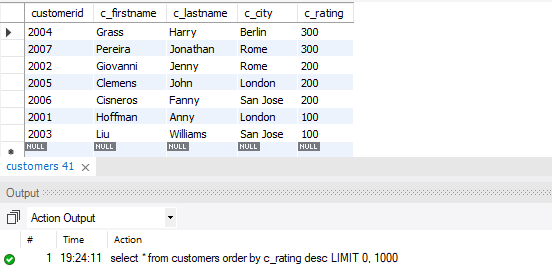 customerid c_firstname c_lastname c_city c_rating
2004 Grass Harry Berlin 300
2007 Pereira Jonathan Rome 300
2002 Giovanni Jenny Rome 200
2005 Clemens John London 200
2006 Cisneros Fanny San Jose 200
2001 Hoffman Anny London 100
2003 Liu Williams San Jose 100
NULL NULL NULL NULL NULL
customers 41
Output
Action Output
# Time Action
1 19:24:11 select * from customers order by c_rating desc LIMIT 0, 1000